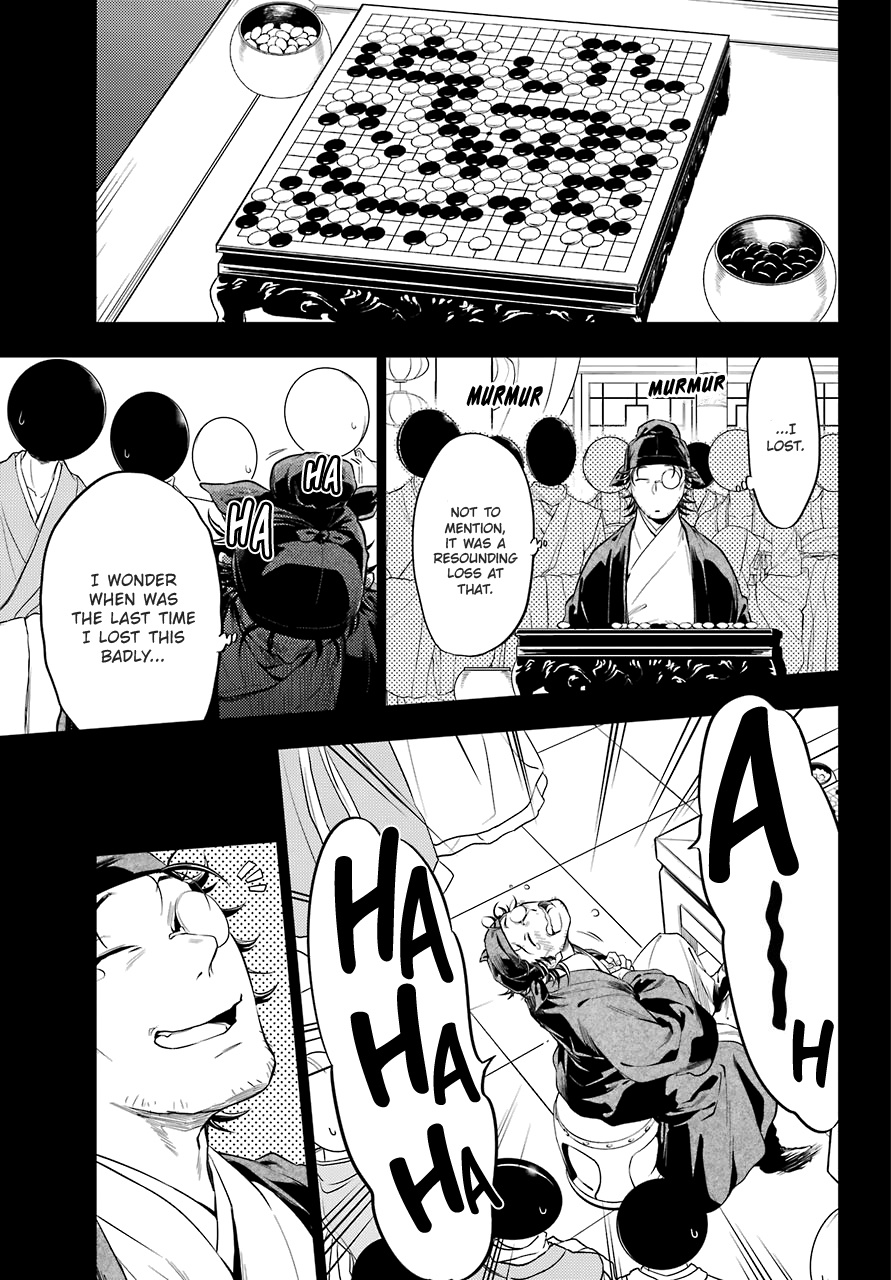 ...I
LOST.
MURMUR
MURMUR
NOT TO
MENTION,
IT WAS A
RESOUNDING
LOSS AT
THAT.
HA
HA
I WONDER
WHEN WAS
THE LAST TIME
I LOST THIS
BADLY...
A
H
HA
HA
HA